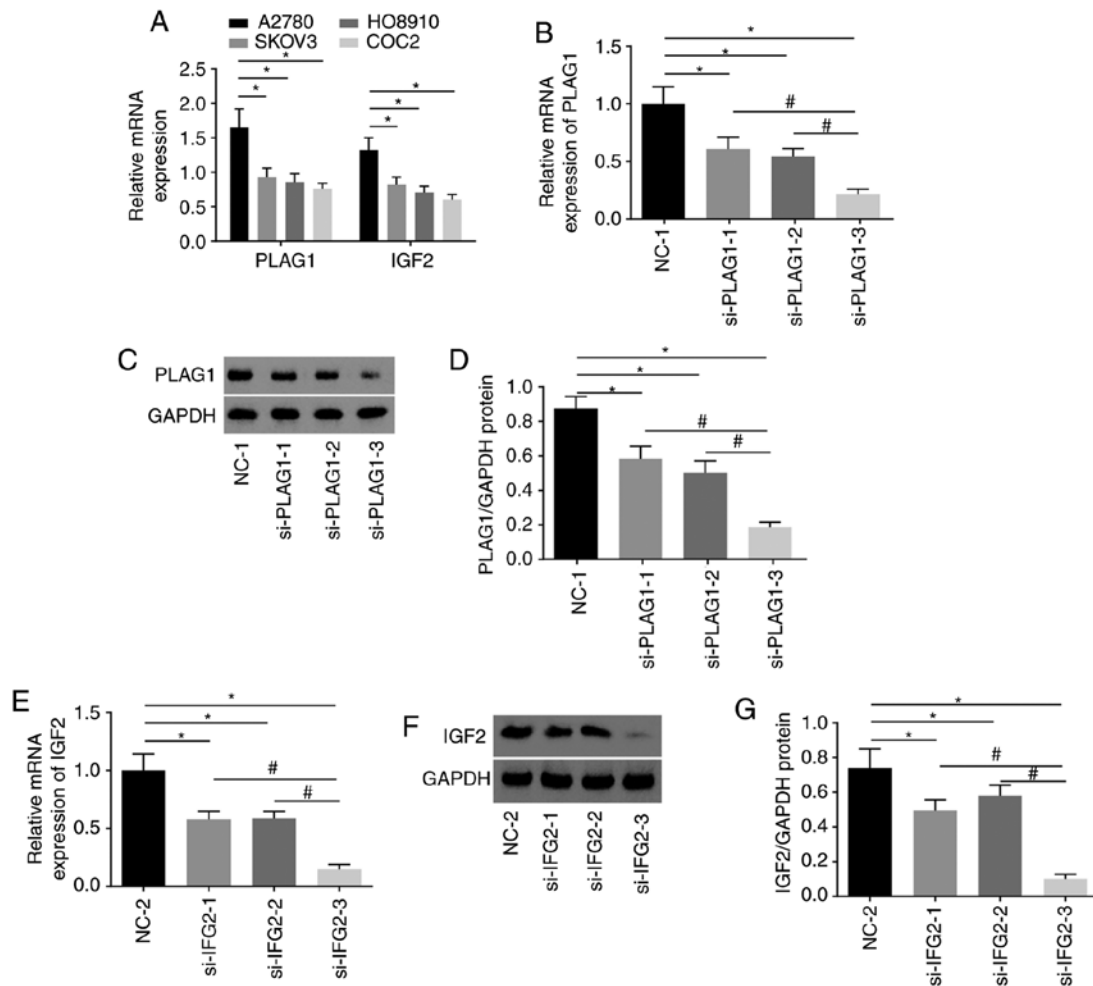 A
A2780
HO8910
SKOV3
COC2
Relative mRNA
expression
2.5
2.0
1.5
1.0
0.5
0.0
* * *
* * *
PLAG1
IGF2
B
Relative mRNA
expression of PLAG1
1.5
1.0
0.5
0.0
*
*
*
#
#
NC-1
si-PLAG1-1
si-PLAG1-2
si-PLAG1-3
C
PLAG1
GAPDH
NC-1
si-PLAG1-1
si-PLAG1-2
si-PLAG1-3
D
PLAG1/GAPDH protein
1.0
0.8
0.6
0.4
0.2
0.0
*
*
*
#
#
NC-1
si-PLAG1-1
si-PLAG1-2
si-PLAG1-3
E
Relative mRNA
expression of IGF2
1.5
1.0
0.5
0.0
*
*
*
#
#
NC-2
si-IFG2-1
si-IFG2-2
si-IFG2-3
F
IGF2
GAPDH
NC-2
si-IFG2-1
si-IFG2-2
si-IFG2-3
G
IGF2/GAPDH protein
1.0
0.8
0.6
0.4
0.2
0.0
*
*
*
#
#
NC-2
si-IFG2-1
si-IFG2-2
si-IFG2-3